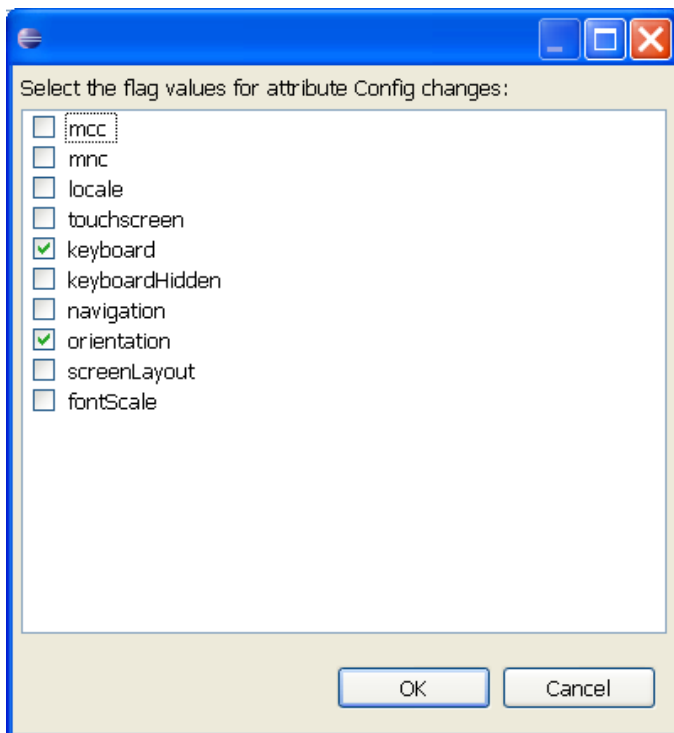 Select the flag values for attribute Config changes:
mcc
mnc
locale
touchscreen
keyboard
keyboardHidden
navigation
orientation
screenLayout
fontScale
OK Cancel